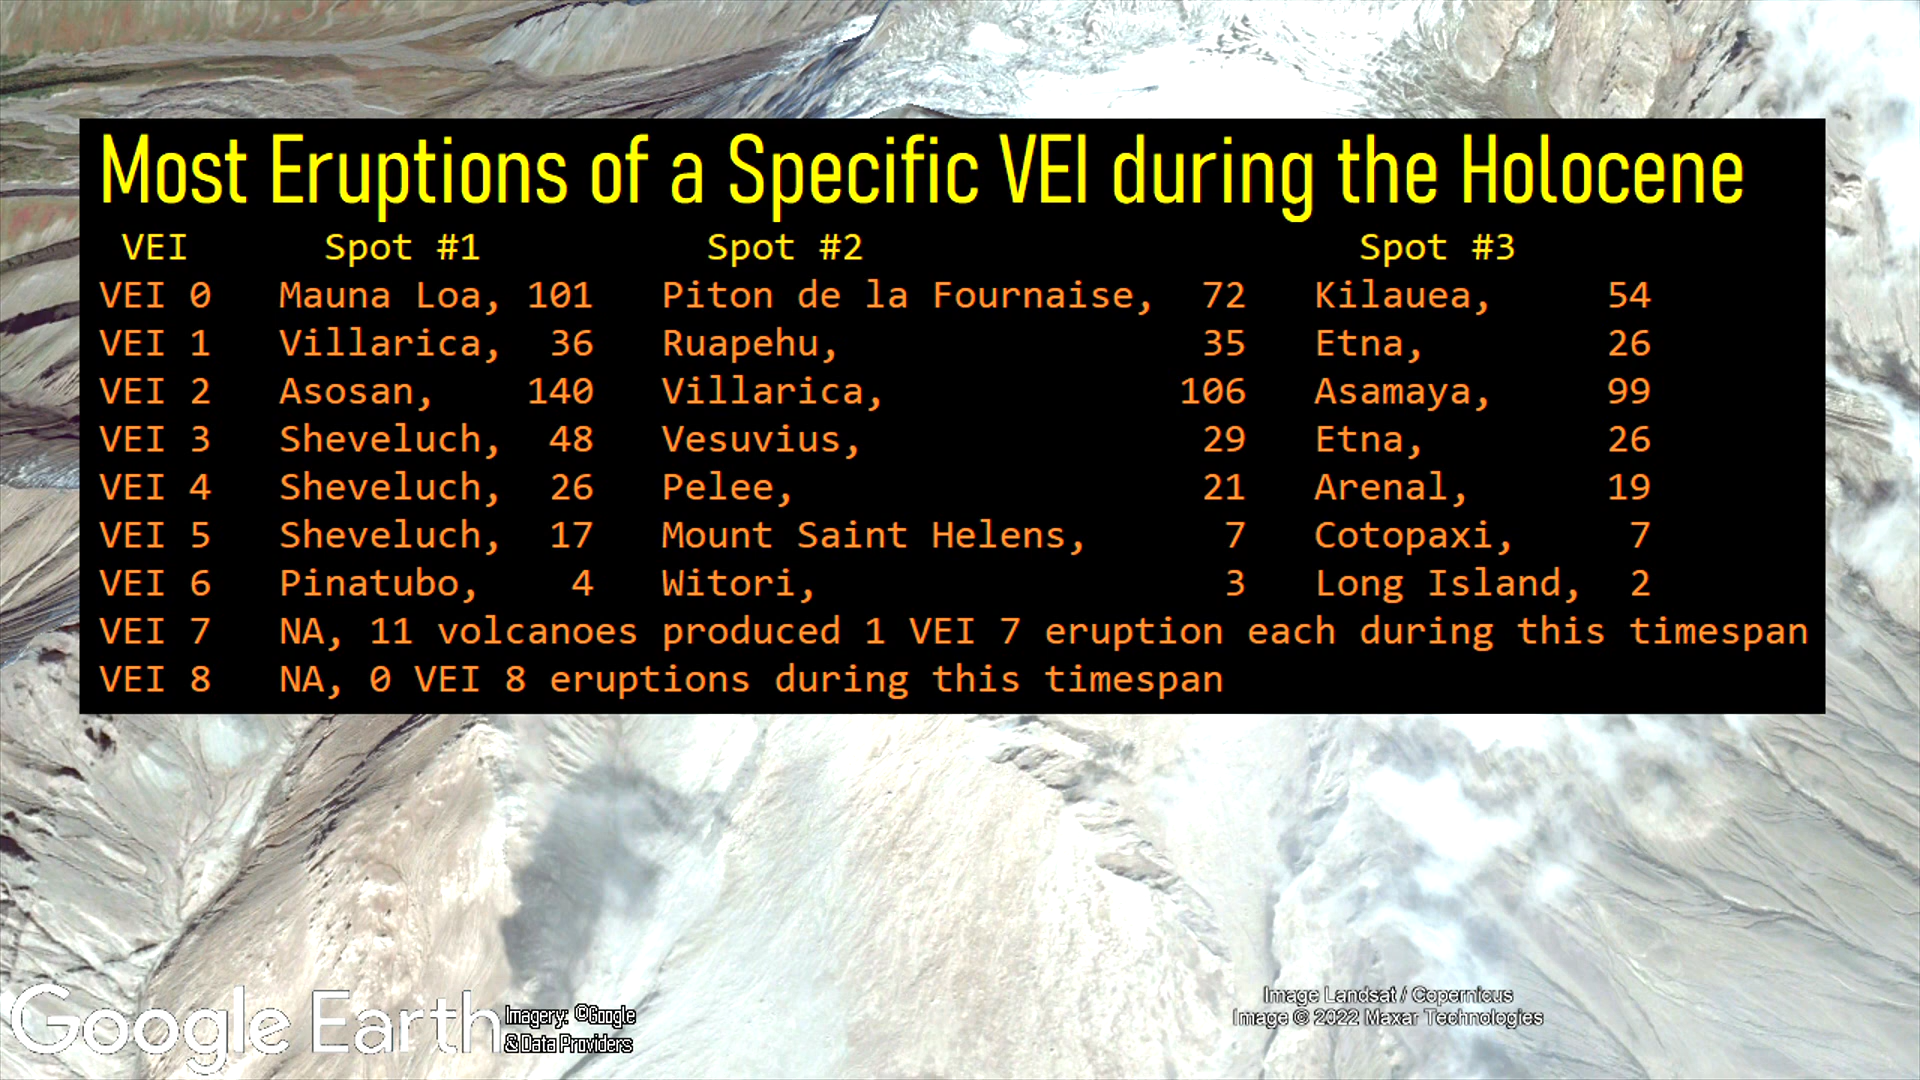 Most Eruptions of a Specific VEI during the Holocene
VEI Spot #1 Spot #2 Spot #3
VEI 0 Mauna Loa, 101 Piton de la Fournaise, 72 Kilauea, 54
VEI 1 Villarica, 36 Ruapehu, 35 Etna, 26
VEI 2 Asosan, 140 Villarica, 106 Asamaya, 99
VEI 3 Sheveluch, 48 Vesuvius, 29 Etna, 26
VEI 4 Sheveluch, 26 Pelee, 21 Arenal, 19
VEI 5 Sheveluch, 17 Mount Saint Helens, 7 Cotopaxi, 7
VEI 6 Pinatubo, 4 Witori, 3 Long Island, 2
VEI 7 NA, 11 volcanoes produced 1 VEI 7 eruption each during this timespan
VEI 8 NA, 0 VEI 8 eruptions during this timespan
Google Earth
Imagery: ©Google
& Data Providers
Image Landsat / Copernicus
Image © 2022 Maxar Technologies